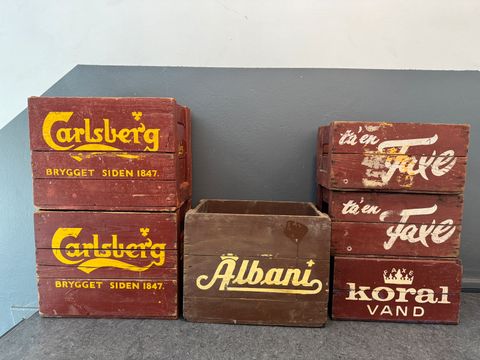 Carlsberg
BRYGGET SIDEN 1847.
Carlsberg
BRYGGET SIDEN 1847.
Albani
ta'en
Faxe
ta'en
Faxe
Koral
VAND